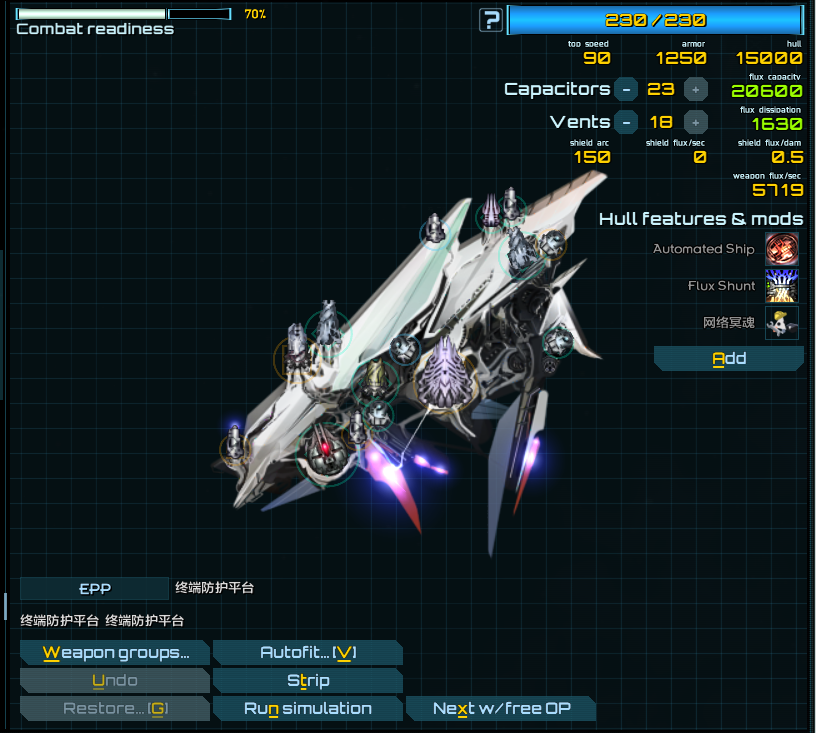 70%
Combat readiness
?
230/230
top speed armor hull
90 1250 15000
flux capacity
Capacitors - 23 + 20600
flux dissipation
Vents - 18 + 1630
shield arc shield flux/sec shield flux/dam
150 0 0.5
weapon flux/sec
5719
Hull features & mods
Automated Ship
Flux Shunt
网络冥魂
Add
EPP 终端防护平台
终端防护平台 终端防护平台
Weapon groups... Autofit... [V]
Undo Strip
Restore... [G] Run simulation Next w/free OP